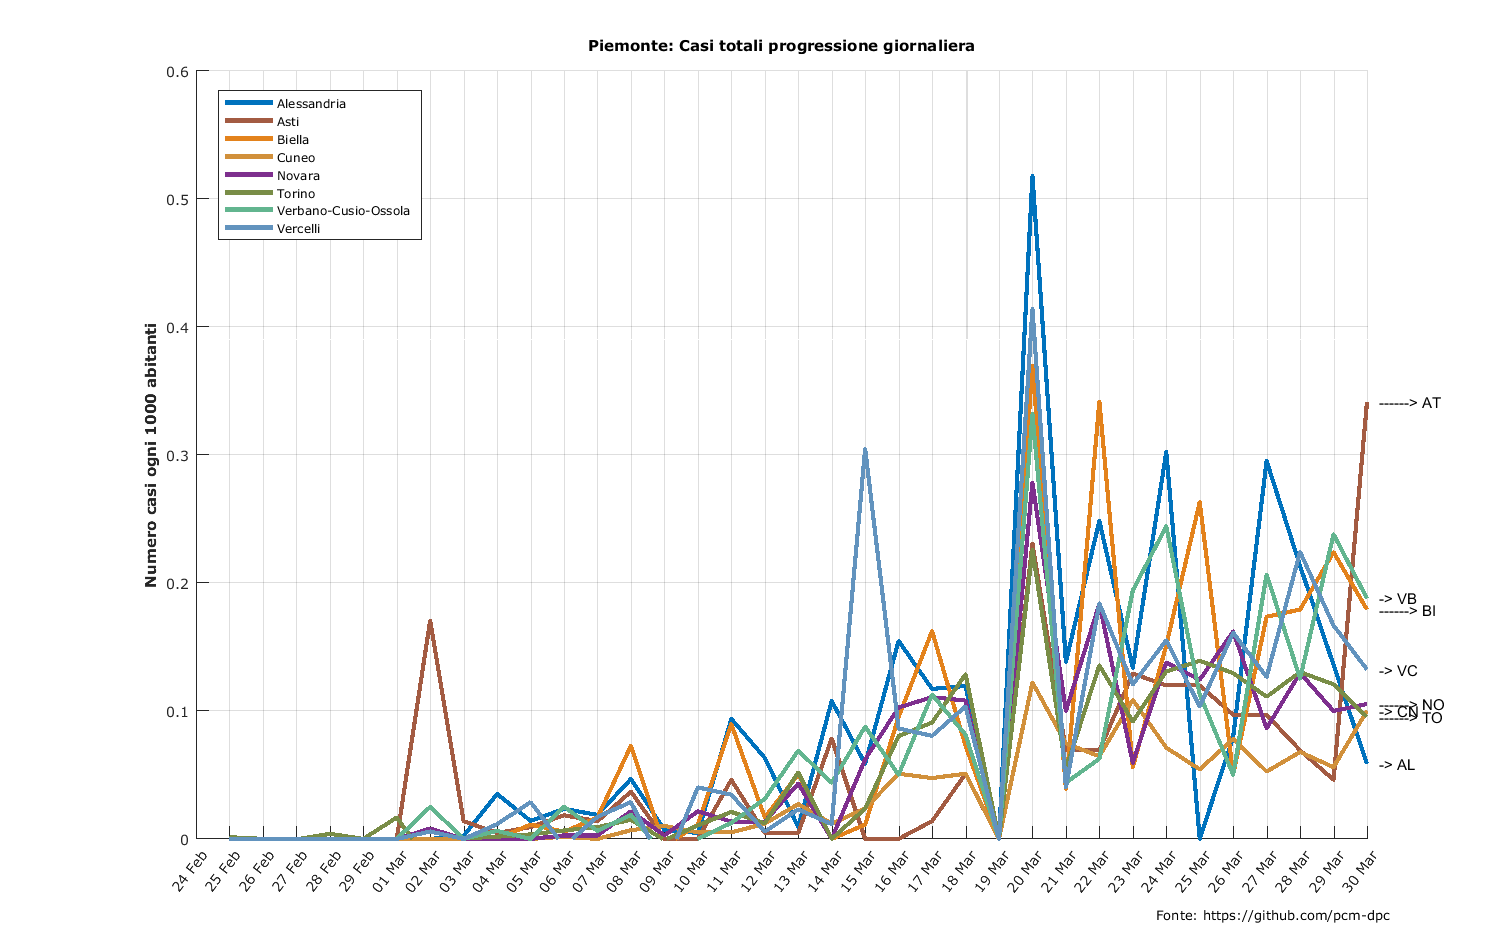 Piemonte: Casi totali progressione giornaliera
0.6
0.5
0.4
0.3
0.2
0.1
0
Numero casi ogni 1000 abitanti
Alessandria
Asti
Biella
Cuneo
Novara
Torino
Verbano-Cusio-Ossola
Vercelli
------> AT
-> VB
------> BI
-> VC
------> NO
-> CN
------> TO
-> AL
24 Feb
25 Feb
26 Feb
27 Feb
28 Feb
29 Feb
01 Mar
02 Mar
03 Mar
04 Mar
05 Mar
06 Mar
07 Mar
08 Mar
09 Mar
10 Mar
11 Mar
12 Mar
13 Mar
14 Mar
15 Mar
16 Mar
17 Mar
18 Mar
19 Mar
20 Mar
21 Mar
22 Mar
23 Mar
24 Mar
25 Mar
26 Mar
27 Mar
28 Mar
29 Mar
30 Mar
Fonte: https://github.com/pcm-dpc